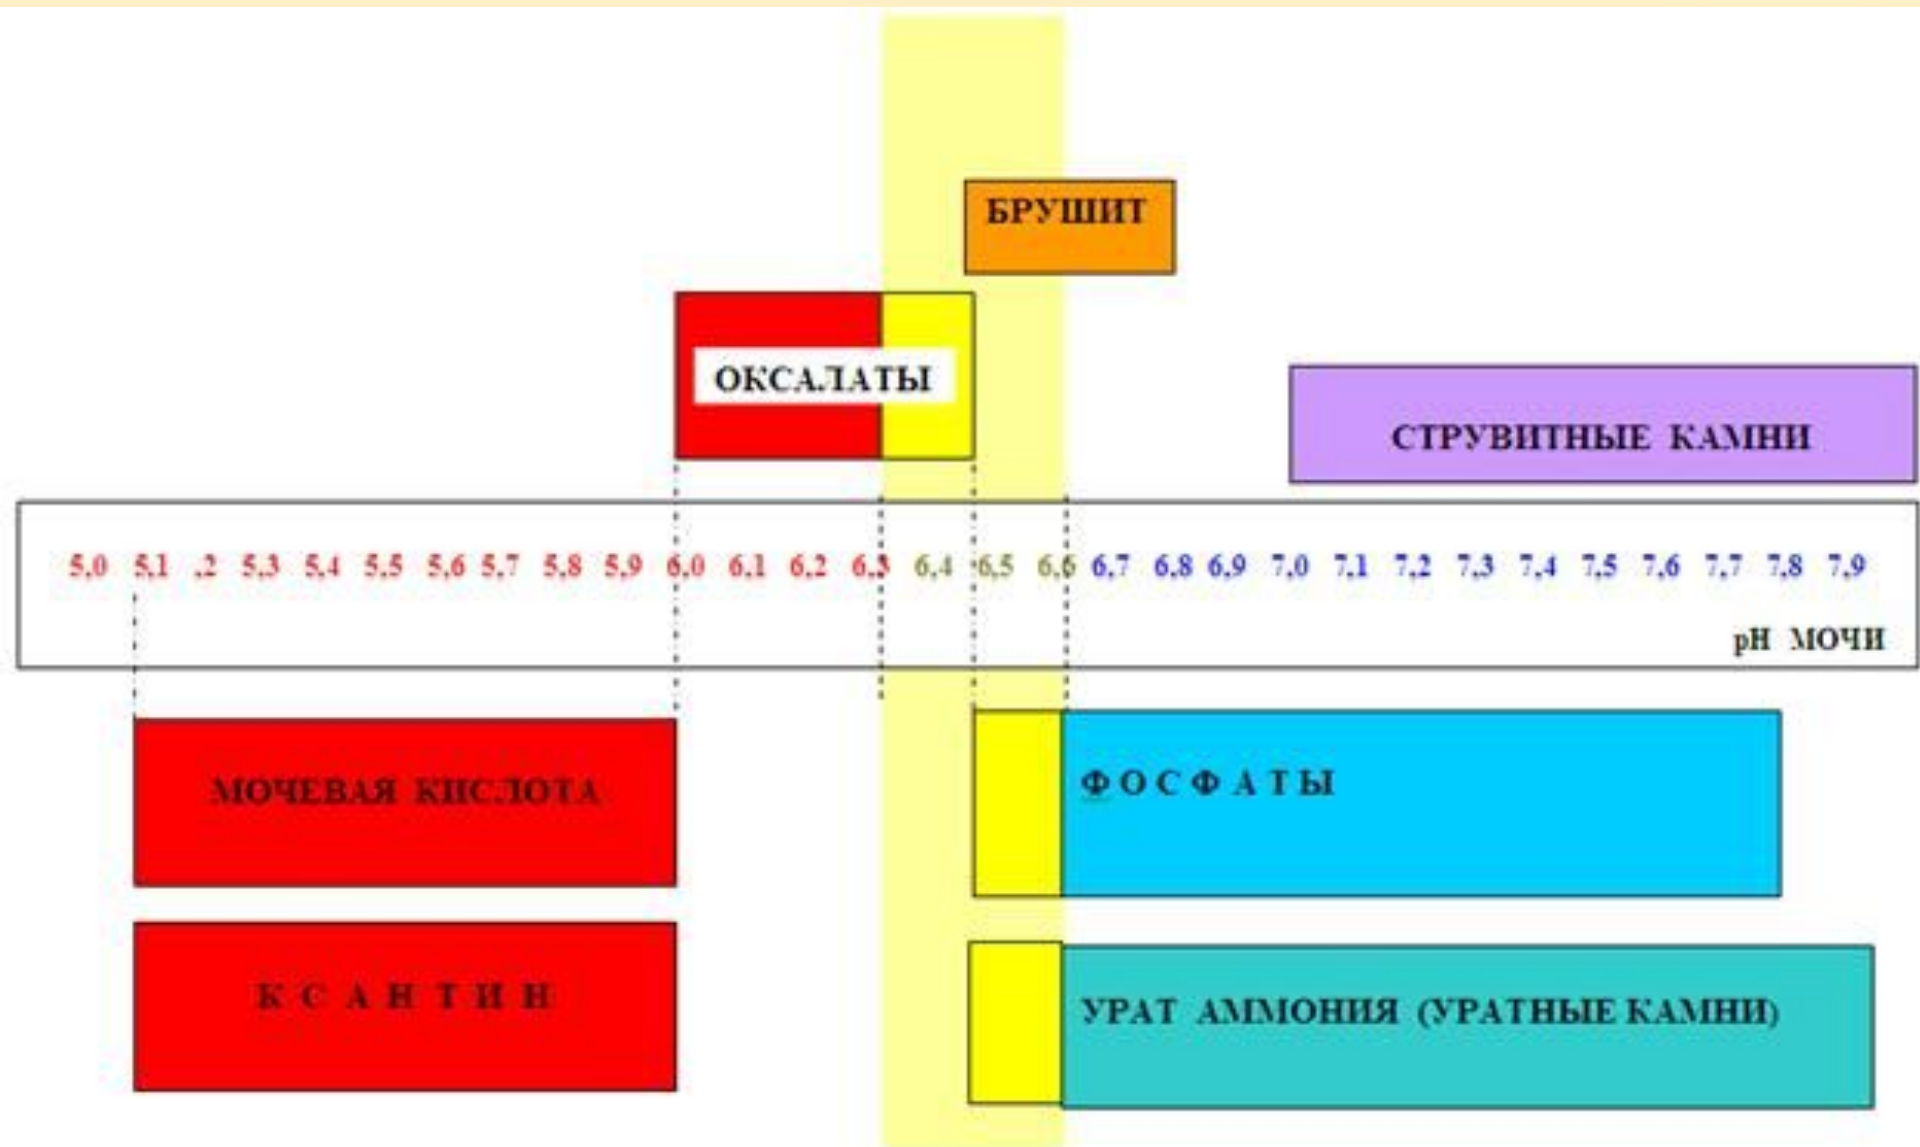 БРУШИТ
ОКСАЛАТЫ
СТРУВИТНЫЕ КАМНИ
5,0 5,1 ,2 5,3 5,4 5,5 5,6 5,7 5,8 5,9 6,0 6,1 6,2 6,3 6,4 6,5 6,6 6,7 6,8 6,9 7,0 7,1 7,2 7,3 7,4 7,5 7,6 7,7 7,8 7,9
рН МОЧИ
МОЧЕВАЯ КИСЛОТА
Ф О С Ф А Т Ы
К С А Н Т И Н
УРАТ АММОНИЯ (УРАТНЫЕ КАМНИ)